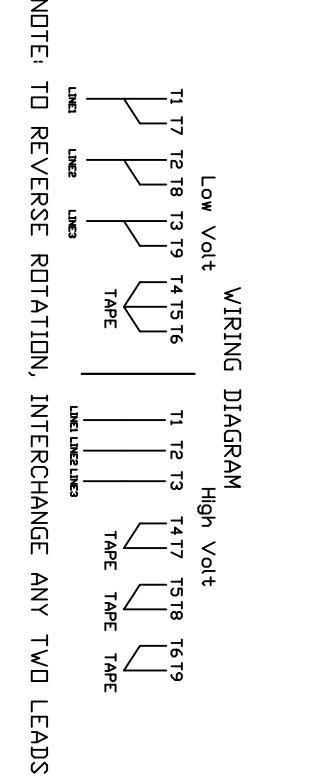 WIRING DIAGRAM
Low Volt
High Volt
T1 T7 T2 T8 T3 T9 T4 T5 T6
T1 T2 T3 T4 T7 T5 T8 T6 T9
TAPE
TAPE TAPE TAPE
LINE1 LINE2 LINE3
LINE1 LINE2 LINE3
NOTE: TO REVERSE ROTATION, INTERCHANGE ANY TWO LEADS